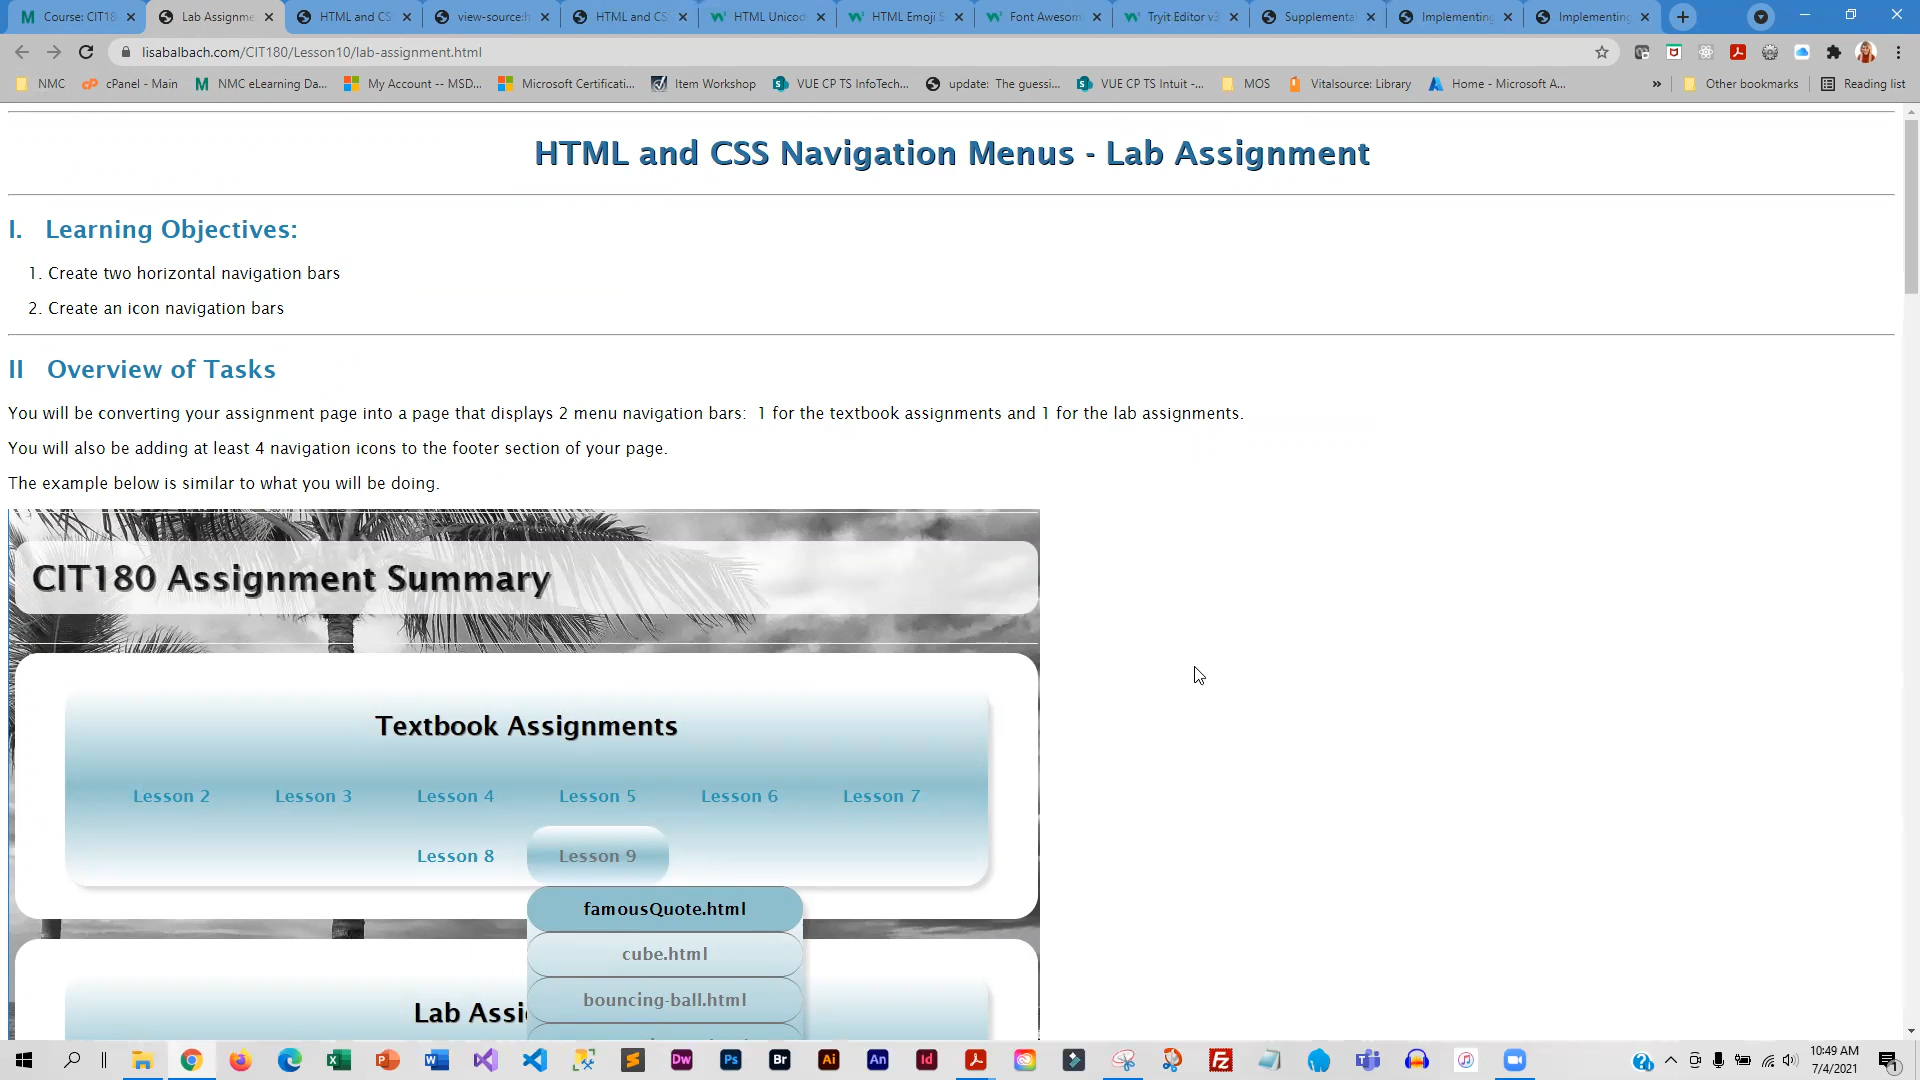 Course: CIT18
Lab Assignme
HTML and CS
view-source:h
HTML and CS
HTML Unicod
HTML Emoji S
Font Awesom
Tryit Editor v3
Supplementa
Implementing
Implementing
lisabalbach.com/CIT180/Lesson10/lab-assignment.html
NMC
cPanel - Main
NMC eLearning Da...
My Account -- MSD...
Microsoft Certificati...
Item Workshop
VUE CP TS InfoTech...
update: The guessi...
VUE CP TS Intuit -...
MOS
Vitalsource: Library
Home - Microsoft A...
»
Other bookmarks
Reading list
HTML and CSS Navigation Menus - Lab Assignment
I. Learning Objectives:
1. Create two horizontal navigation bars
2. Create an icon navigation bars
II Overview of Tasks
You will be converting your assignment page into a page that displays 2 menu navigation bars: 1 for the textbook assignments and 1 for the lab assignments.
You will also be adding at least 4 navigation icons to the footer section of your page.
The example below is similar to what you will be doing.
CIT180 Assignment Summary
Textbook Assignments
Lesson 2 Lesson 3 Lesson 4 Lesson 5 Lesson 6 Lesson 7
Lesson 8 Lesson 9
famousQuote.html
cube.html
bouncing-ball.html
Lab Assi
10:49 AM
7/4/2021